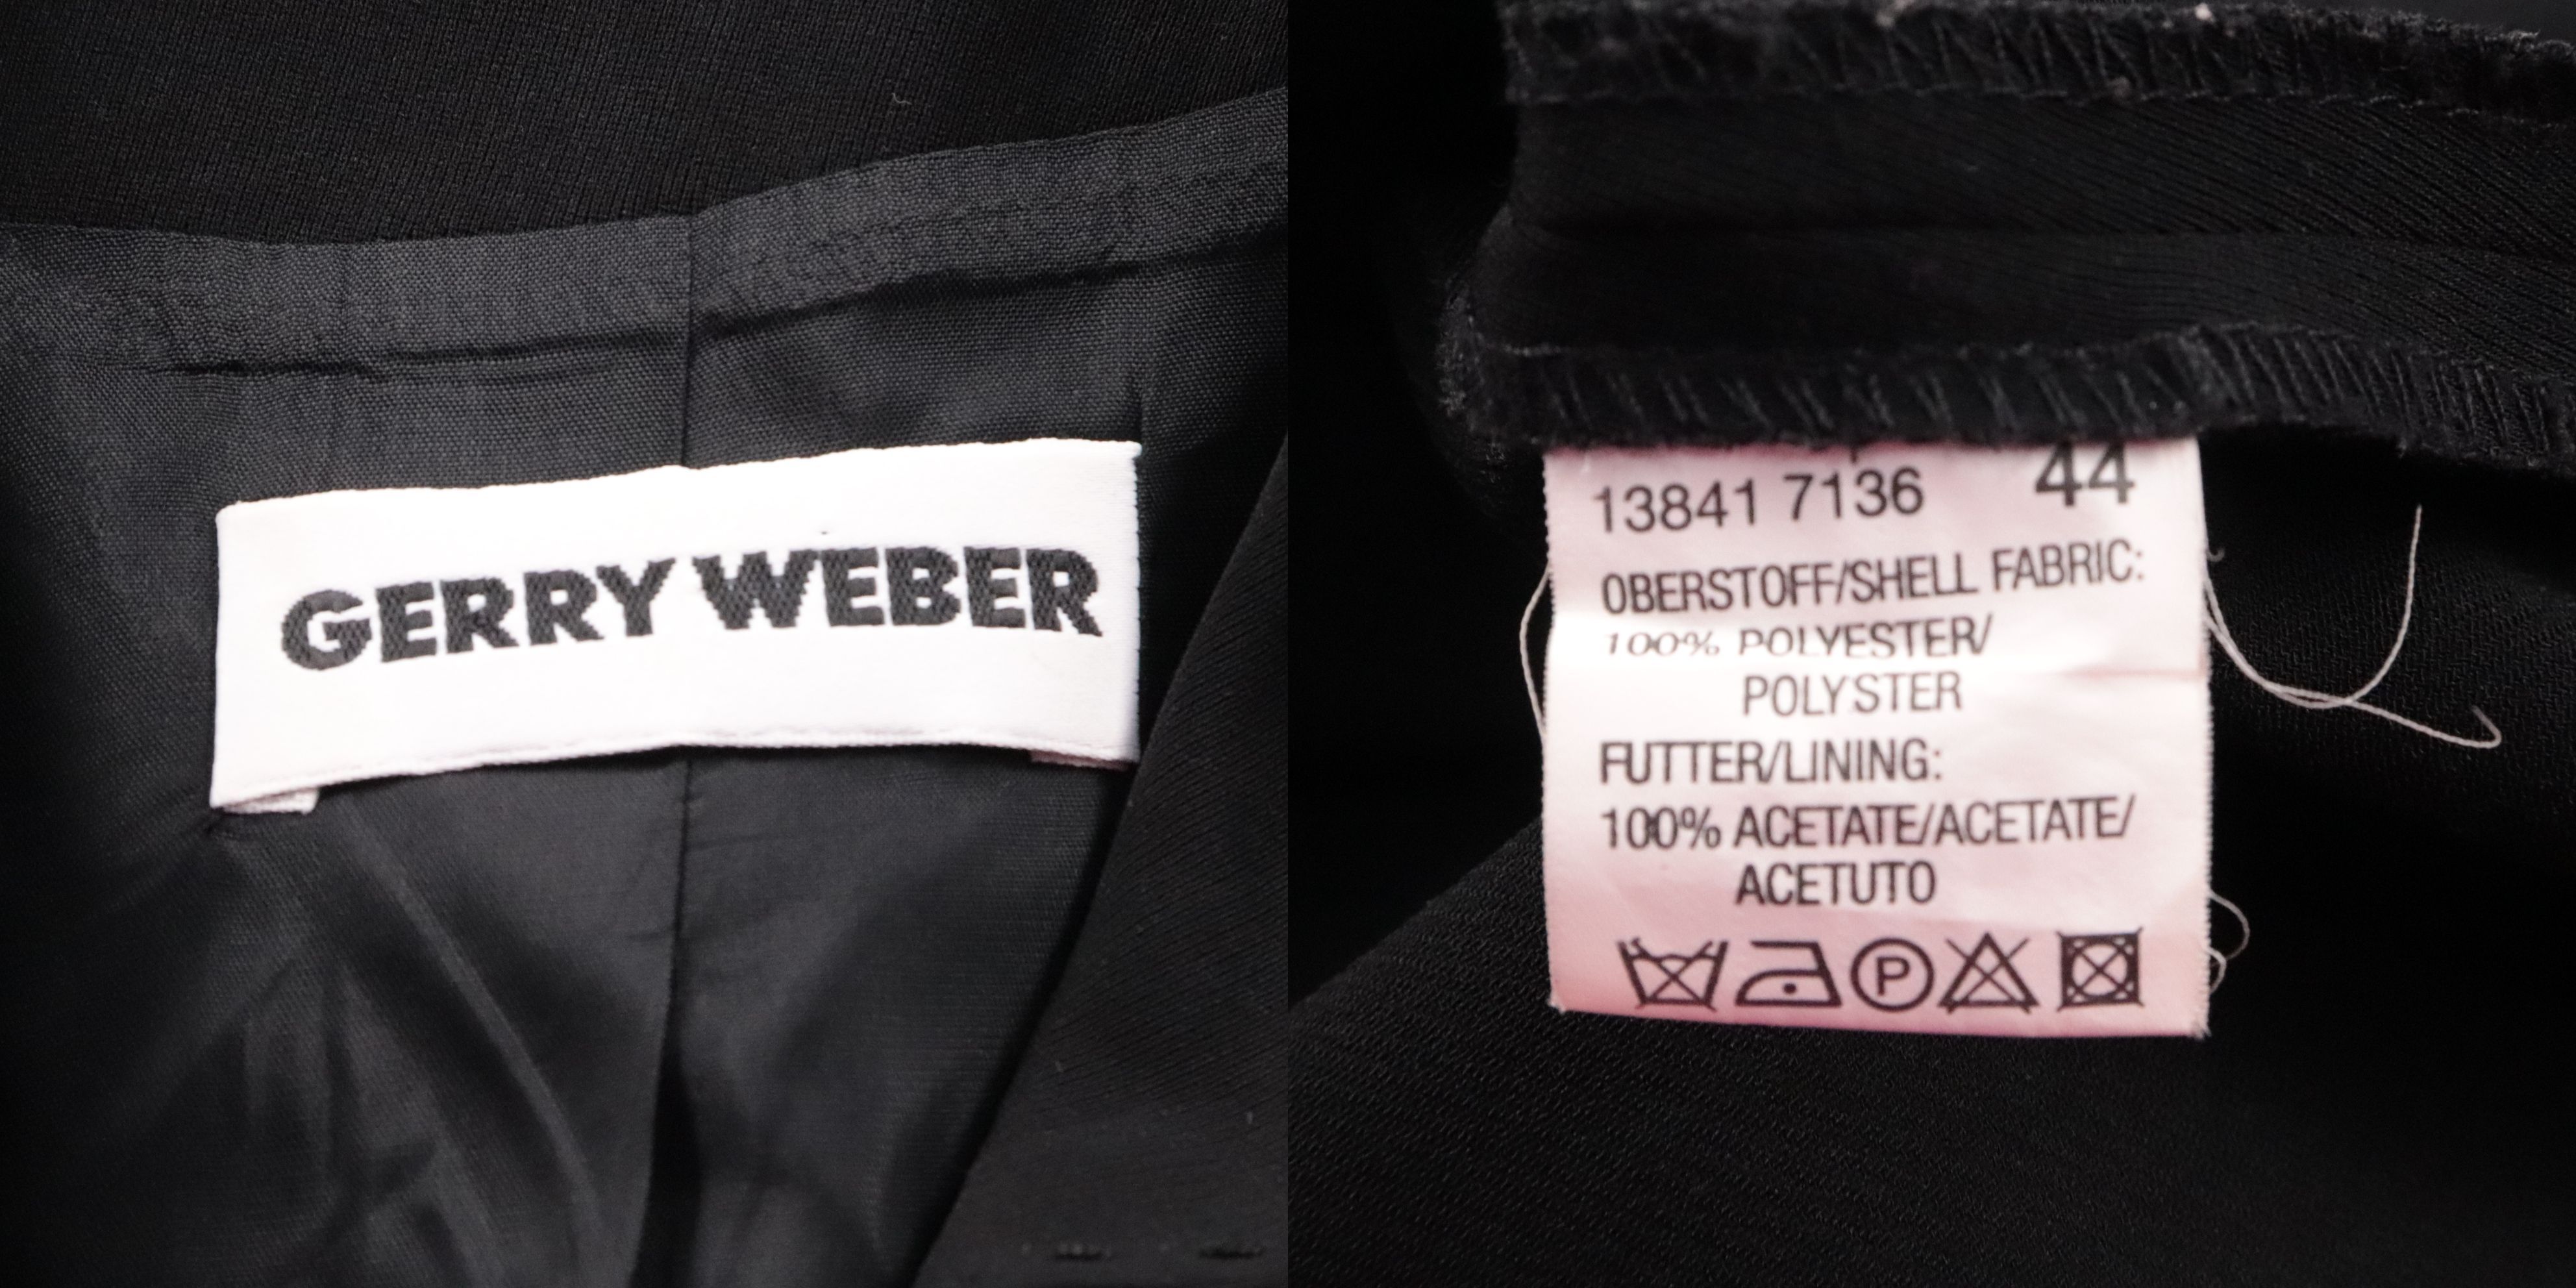 GERRY WEBER
13841 7136 44
OBERSTOFF/SHELL FABRIC:
100% POLYESTER/
POLYSTER
FUTTER/LINING:
100% ACETATE/ACETATE/
ACETUTO
P